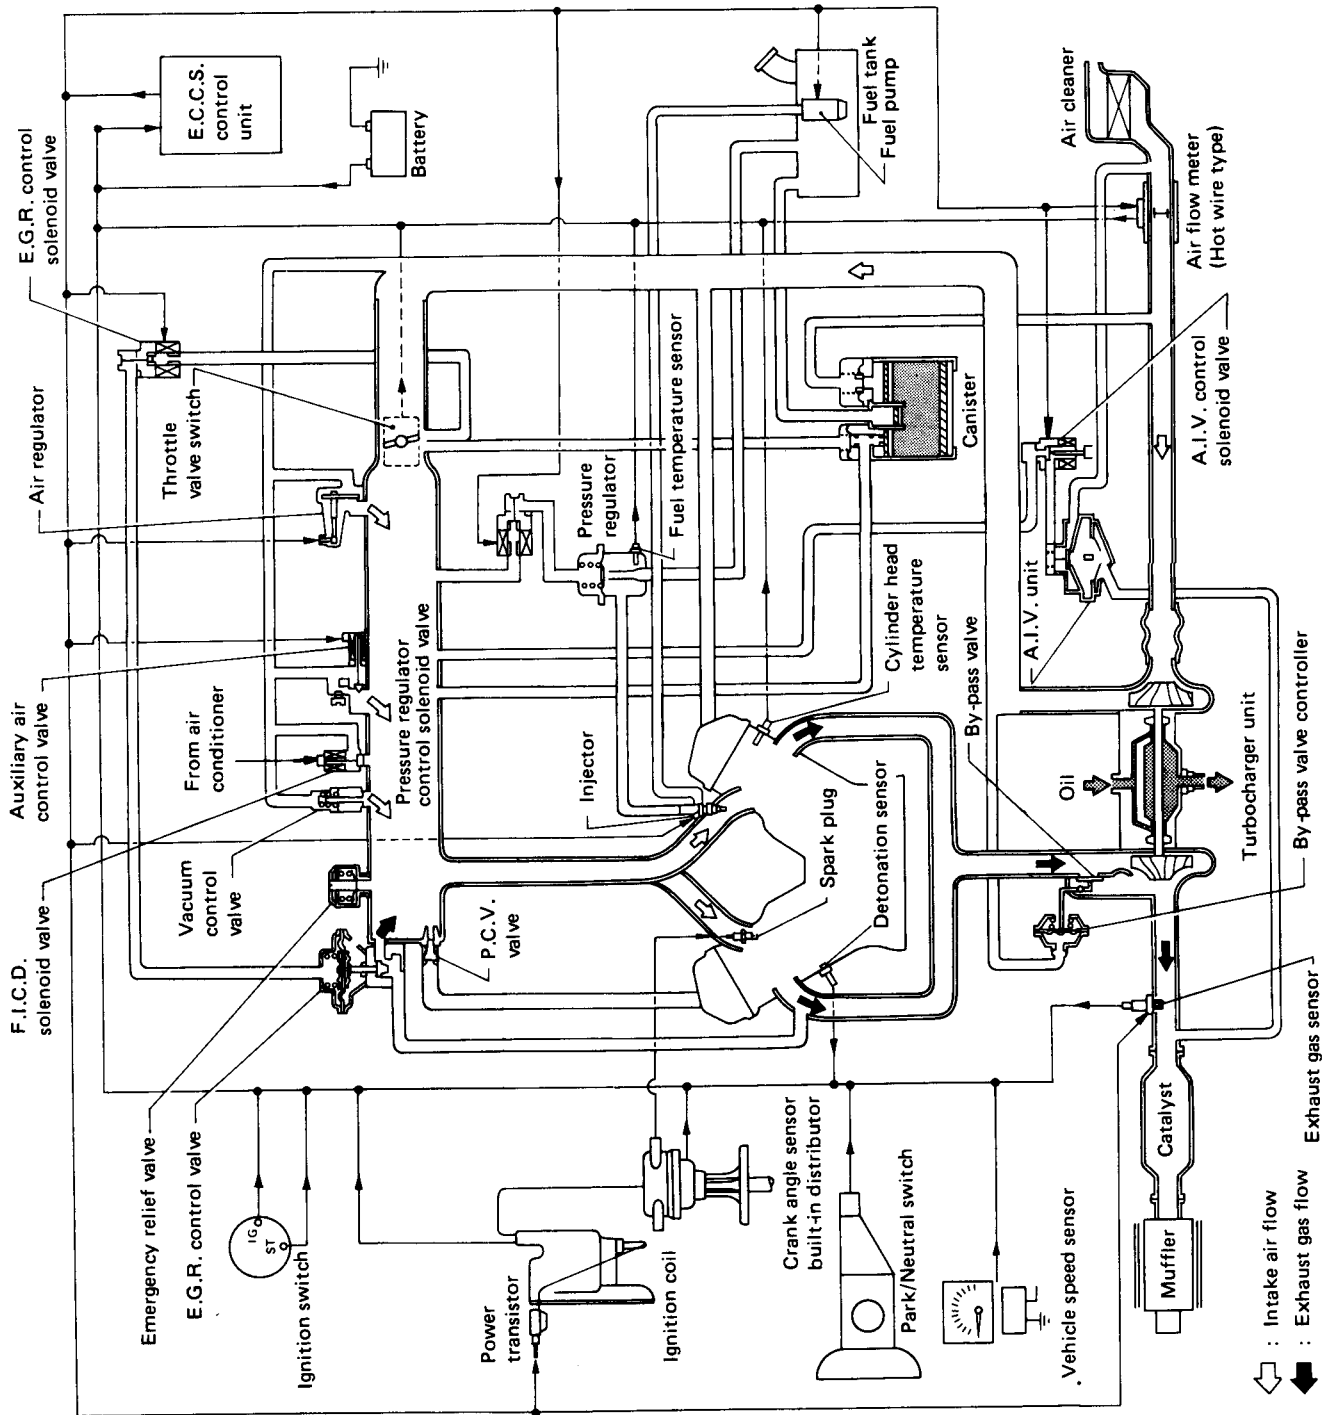 E.G.R. control
solenoid valve
E.C.C.S.
control
unit
Battery
Fuel tank
Fuel pump
Air cleaner
Air flow meter
(Hot wire type)
A.I.V. control
solenoid valve
Air regulator
Throttle
valve switch
Pressure
regulator
Fuel temperature sensor
Canister
Auxiliary air
control valve
From air
conditioner
Pressure regulator
control solenoid valve
Cylinder head
temperature
sensor
A.I.V. unit
F.I.C.D.
solenoid valve
Vacuum
control
valve
Injector
By-pass valve
Oil
Turbocharger unit
By-pass valve controller
P.C.V.
valve
Spark plug
Detonation sensor
Emergency relief valve
E.G.R. control valve
IG
ST
Ignition switch
Power
transistor
Ignition coil
Crank angle sensor
built-in distributor
Park/Neutral switch
Vehicle speed sensor
Exhaust gas sensor
Catalyst
Muffler
: Intake air flow
: Exhaust gas flow